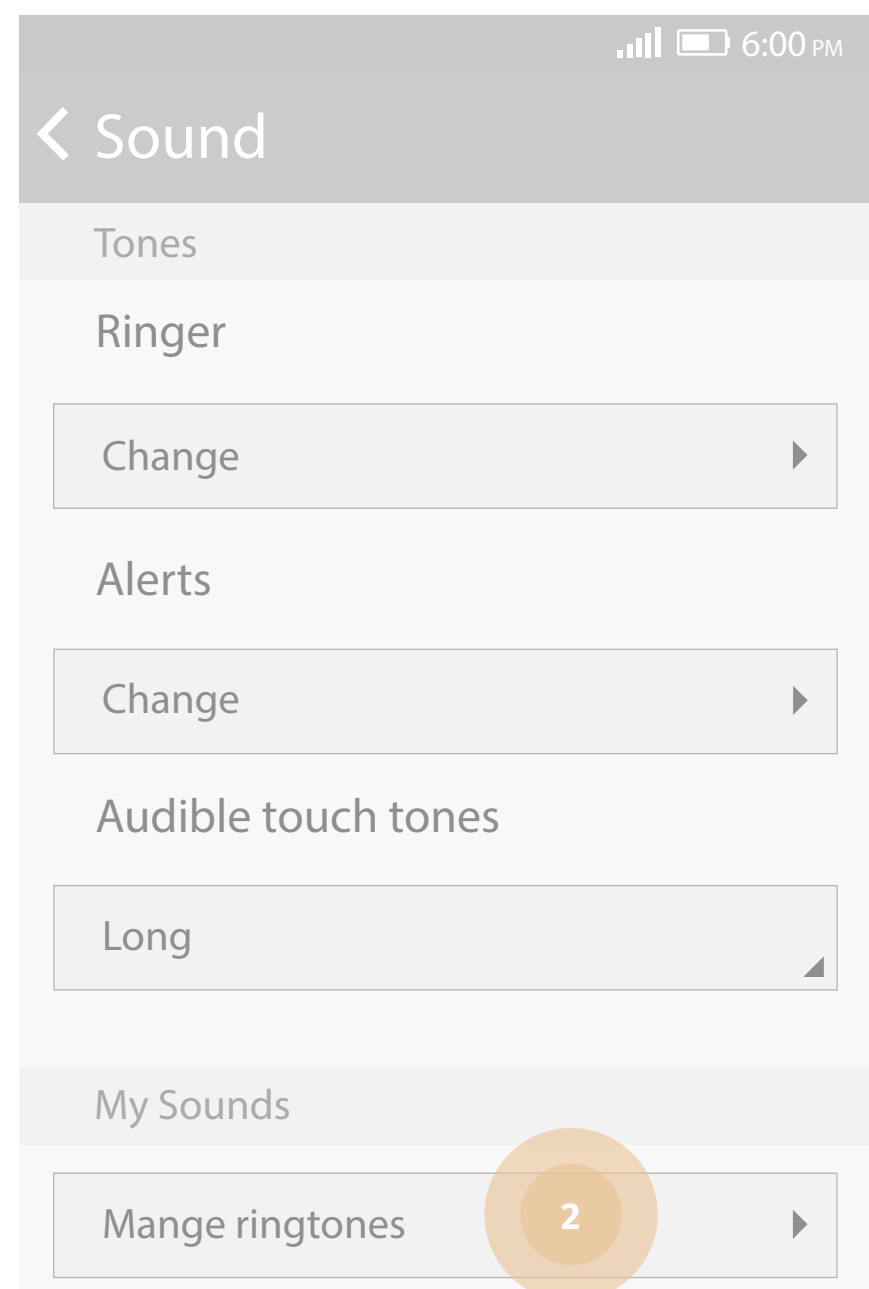 6:00 PM
Sound
Tones
Ringer
Change
Alerts
Change
Audible touch tones
Long
My Sounds
Mange ringtones
2